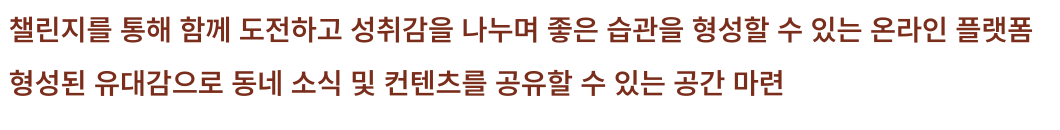 챌린지를 통해 함께 도전하고 성취감을 나누며 좋은 습관을 형성할 수 있는 온라인 플랫폼
형성된 유대감으로 동네 소식 및 컨텐츠를 공유할 수 있는 공간 마련